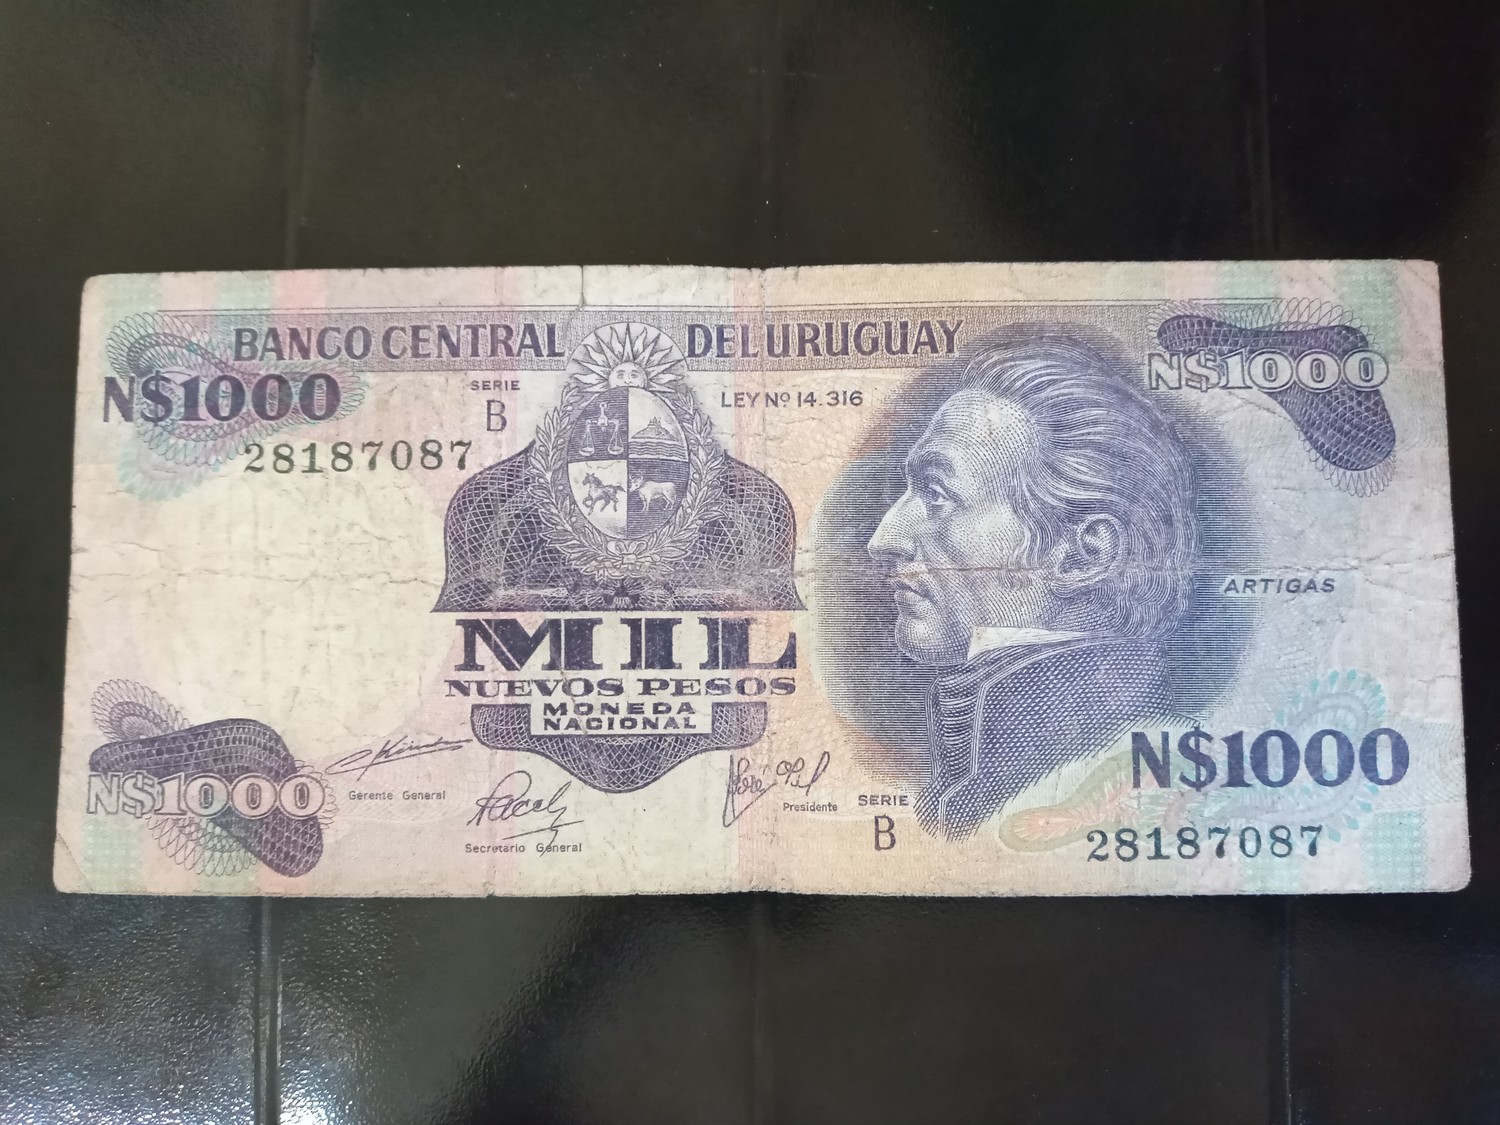 BANCO CENTRAL DEL URUGUAY
N$1000
N$1000
SERIE
B
LEY Nº 14.316
28187087
ARTIGAS
MIL
NUEVOS PESOS
MONEDA
NACIONAL
N$1000
N$1000
Gerente General
Secretario General
Presidente
SERIE
B
28187087